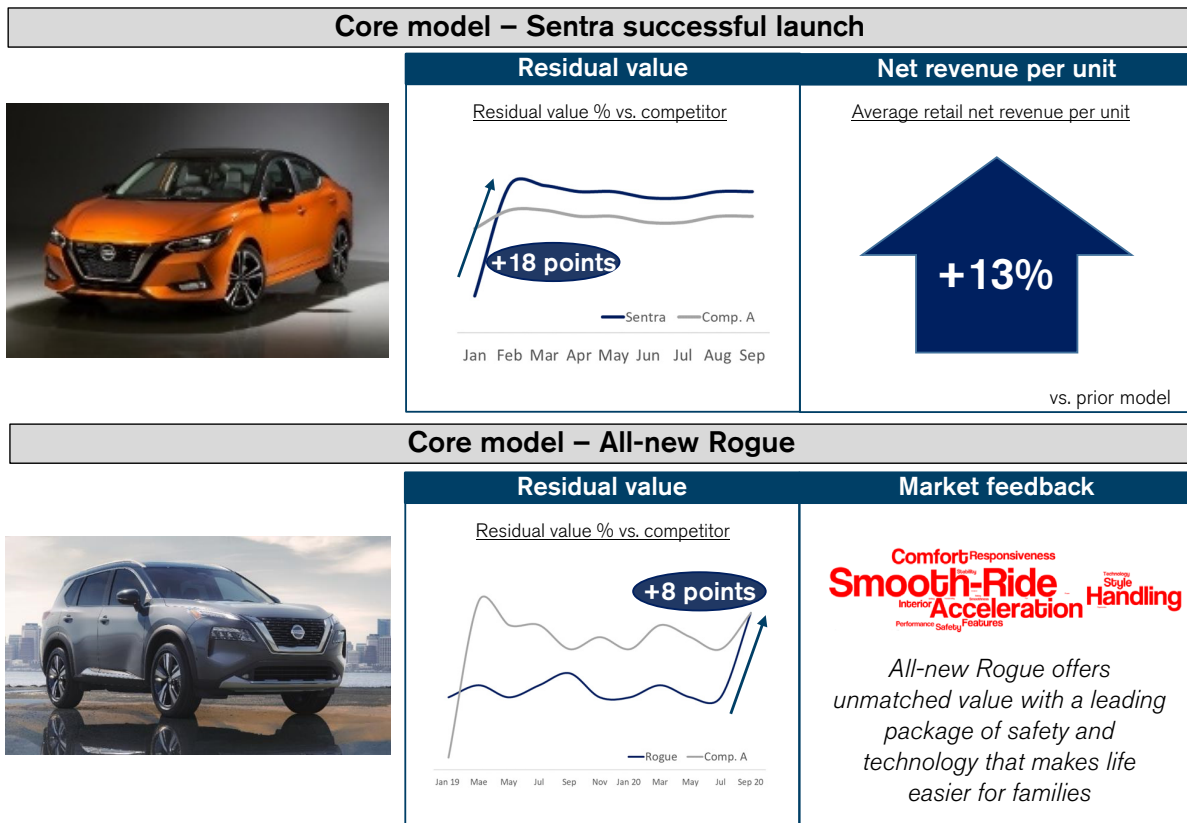 Core model – Sentra successful launch
Residual value
Net revenue per unit
Residual value % vs. competitor
Average retail net revenue per unit
+18 points
+13%
Sentra
Comp. A
Jan Feb Mar Apr May Jun Jul Aug Sep
vs. prior model
Core model – All-new Rogue
Residual value
Market feedback
Residual value % vs. competitor
+8 points
Comfort Responsiveness
Stability
Technology
Smooth-Ride
Style
Handling
Interior
Acceleration
Performance Safety Features
Rogue
Comp. A
Jan 19 Mae May Jul Sep Nov Jan 20 Mar May Jul Sep 20
All-new Rogue offers
unmatched value with a leading
package of safety and
technology that makes life
easier for families